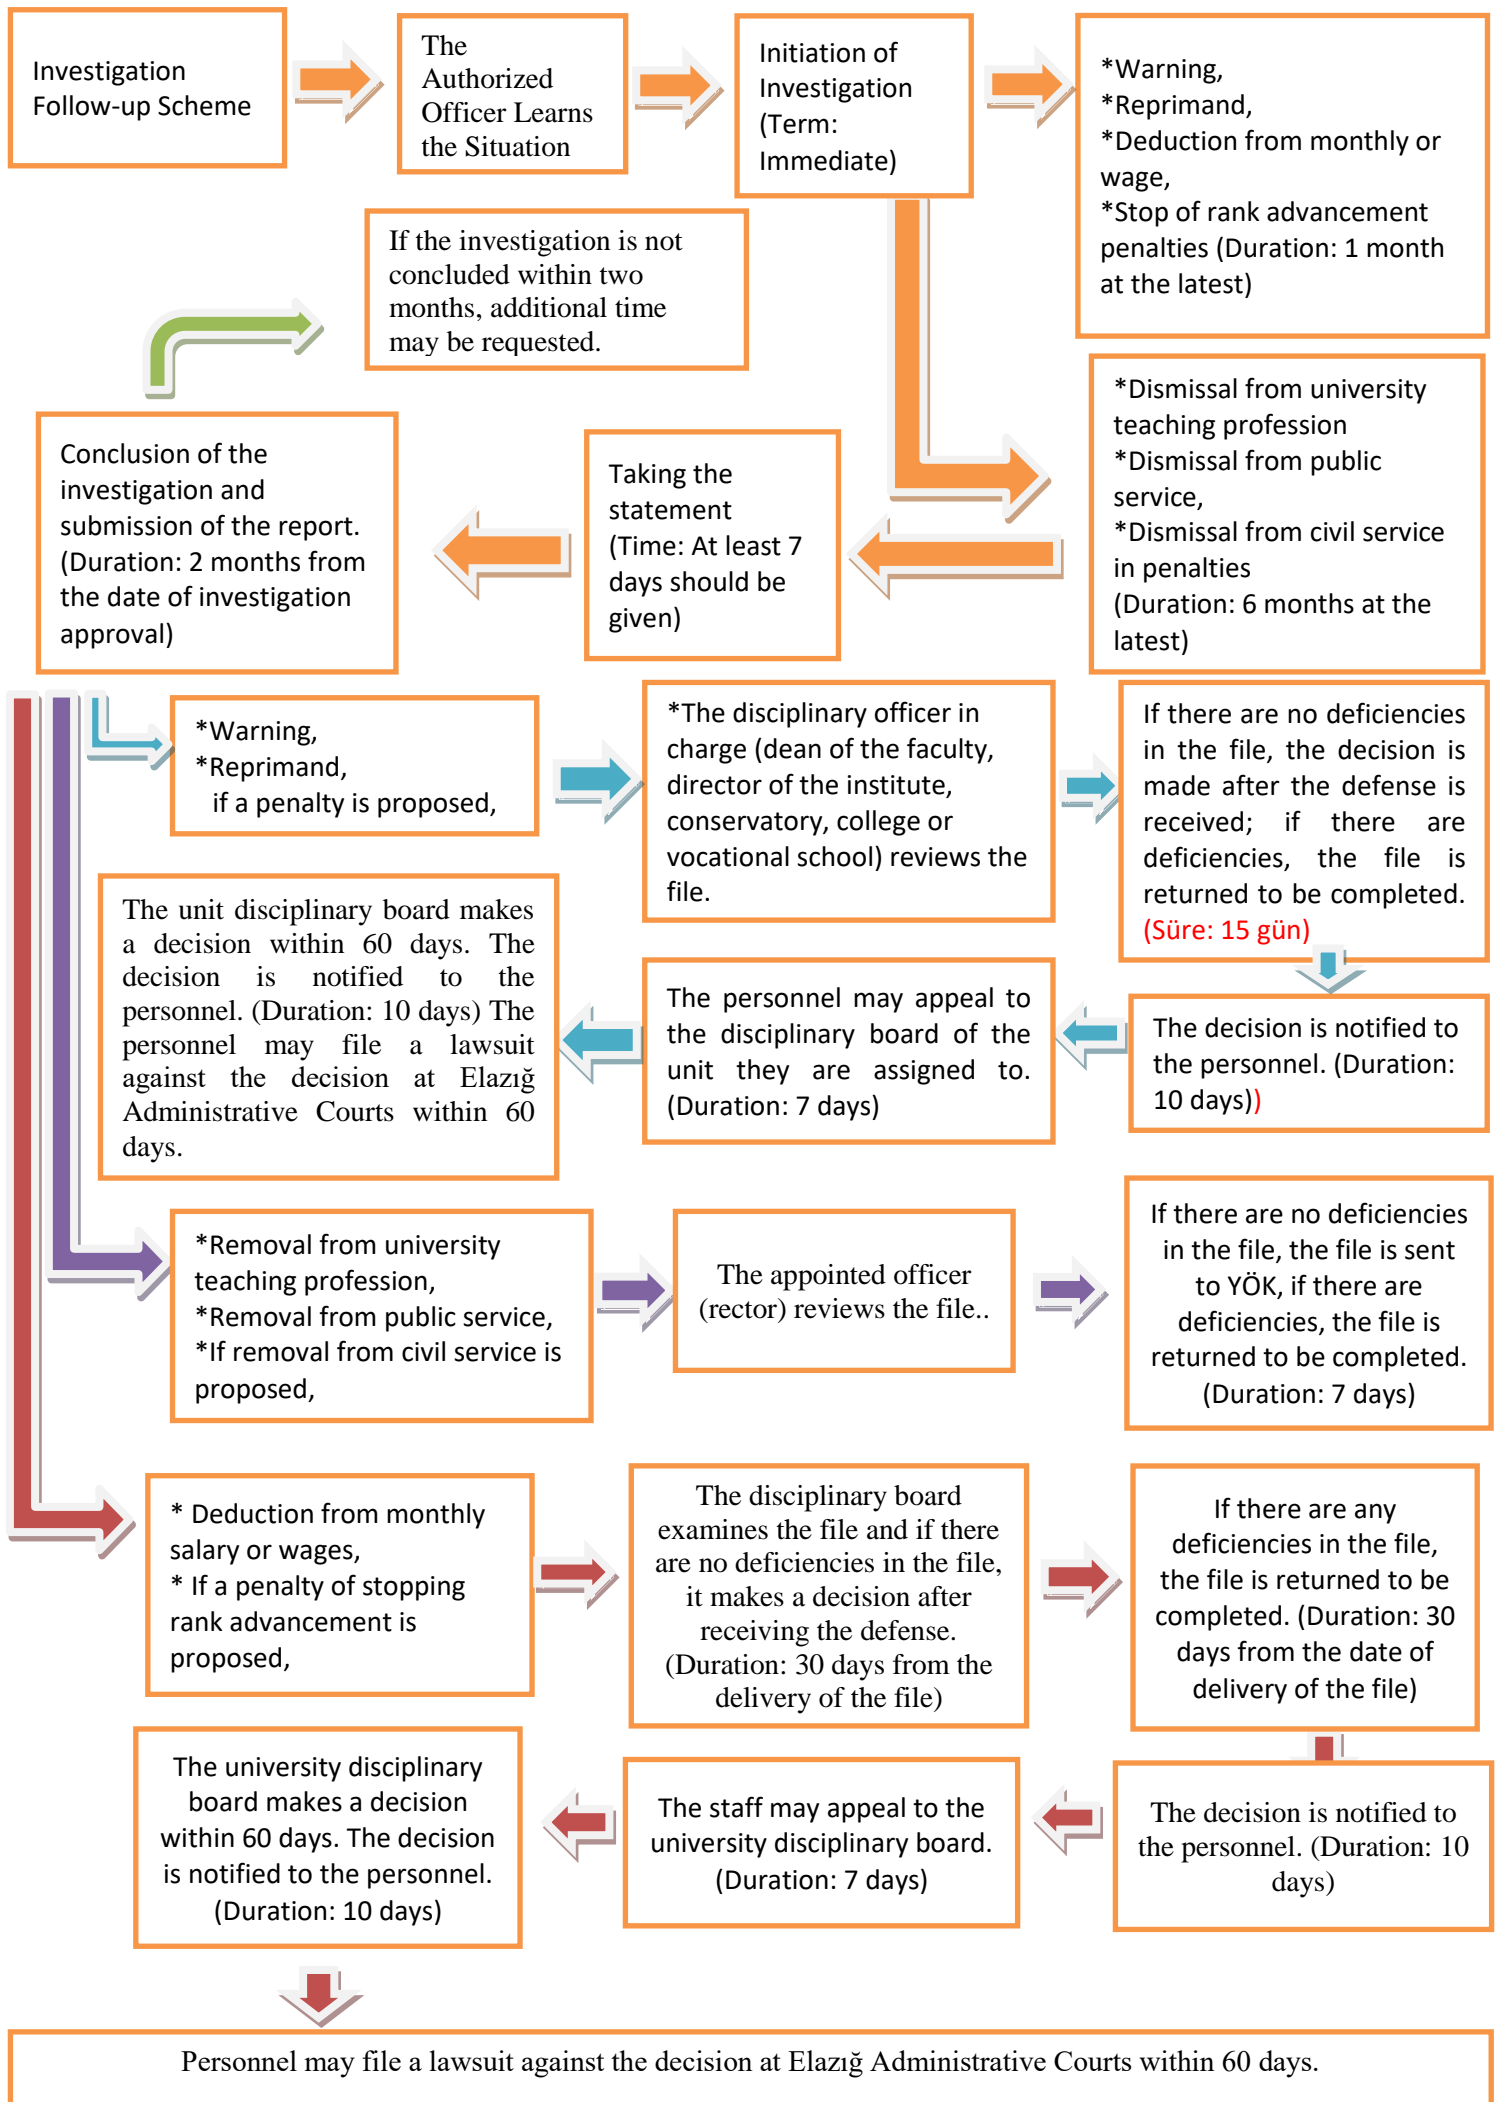 Investigation
Follow-up Scheme
The
Authorized
Officer Learns
the Situation
Initiation of
Investigation
(Term:
Immediate)
*Warning,
*Reprimand,
*Deduction from monthly or
wage,
*Stop of rank advancement
penalties (Duration: 1 month
at the latest)
If the investigation is not
concluded within two
months, additional time
may be requested.
*Dismissal from university
teaching profession
*Dismissal from public
service,
*Dismissal from civil service
in penalties
(Duration: 6 months at the
latest)
Taking the
statement
(Time: At least 7
days should be
given)
Conclusion of the
investigation and
submission of the report.
(Duration: 2 months from
the date of investigation
approval)
*Warning,
*Reprimand,
if a penalty is proposed,
*The disciplinary officer in
charge (dean of the faculty,
director of the institute,
conservatory, college or
vocational school) reviews the
file.
If there are no deficiencies
in the file, the decision is
made after the defense is
received; if there are
deficiencies, the file is
returned to be completed.
(Süre: 15 gün)
The decision is notified to
the personnel. (Duration:
10 days))
The personnel may appeal to
the disciplinary board of the
unit they are assigned to.
(Duration: 7 days)
The unit disciplinary board makes
a decision within 60 days. The
decision is notified to the
personnel. (Duration: 10 days) The
personnel may file a lawsuit
against the decision at Elazığ
Administrative Courts within 60
days.
*Removal from university
teaching profession,
*Removal from public service,
*If removal from civil service is
proposed,
The appointed officer
(rector) reviews the file..
If there are no deficiencies
in the file, the file is sent
to YÖK, if there are
deficiencies, the file is
returned to be completed.
(Duration: 7 days)
* Deduction from monthly
salary or wages,
* If a penalty of stopping
rank advancement is
proposed,
The disciplinary board
examines the file and if there
are no deficiencies in the file,
it makes a decision after
receiving the defense.
(Duration: 30 days from the
delivery of the file)
If there are any
deficiencies in the file,
the file is returned to be
completed. (Duration: 30
days from the date of
delivery of the file)
The decision is notified to
the personnel. (Duration: 10
days)
The staff may appeal to the
university disciplinary board.
(Duration: 7 days)
The university disciplinary
board makes a decision
within 60 days. The decision
is notified to the personnel.
(Duration: 10 days)
Personnel may file a lawsuit against the decision at Elazığ Administrative Courts within 60 days.